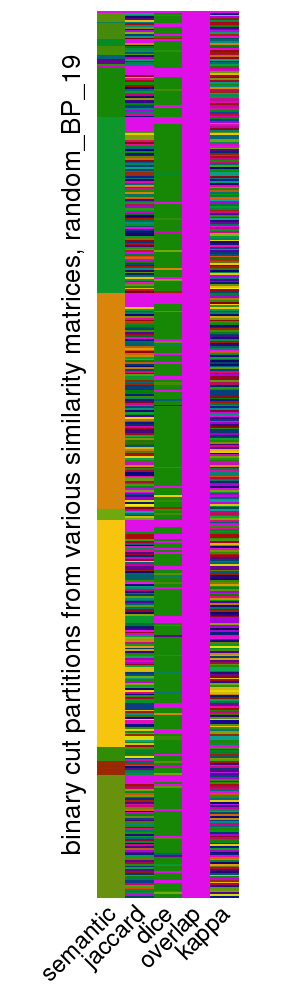 binary cut partitions from various similarity matrices, random_BP_19
semantic
jaccard
dice
overlap
kappa